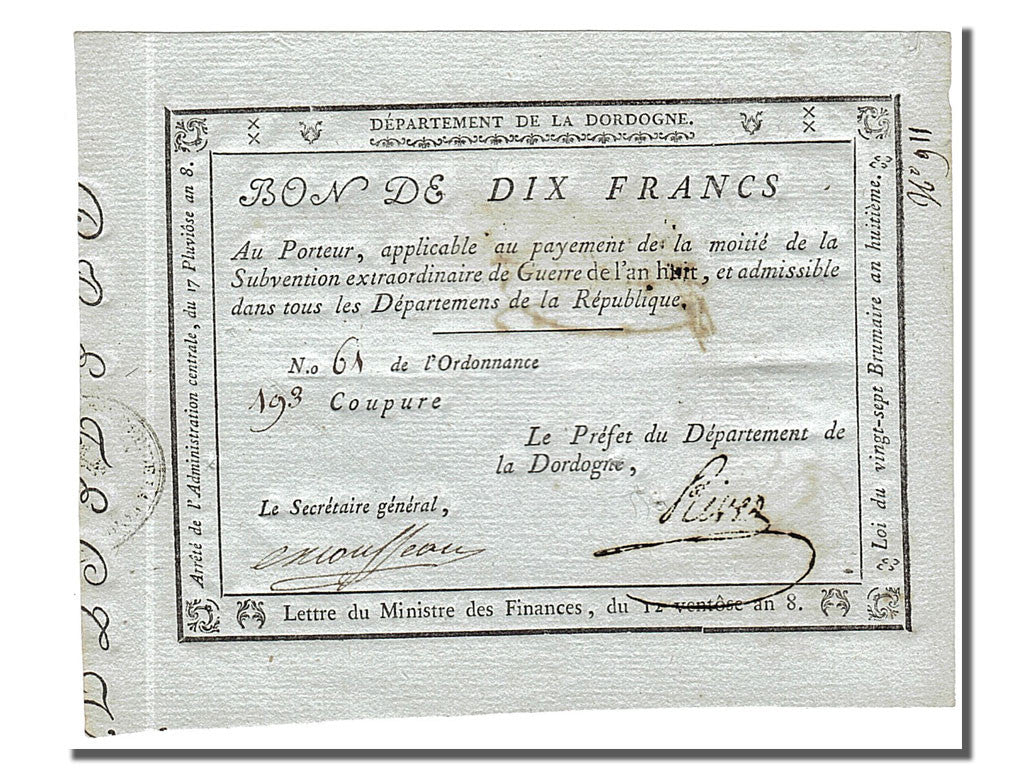 DÉPARTEMENT DE LA DORDOGNE.
BON DE DIX FRANCS
Au Porteur, applicable au payement de la moitié de la
Subvention extraordinaire de Guerre de l'an huit, et admissible
dans tous les Départemens de la République.
N.o 61 de l'Ordonnance
193 Coupure
Le Préfet du Département de
la Dordogne,
Le Secrétaire général,
Lettre du Ministre des Finances, du 12 ventôse an 8.
Arrêté de l'Administration centrale, du 17 Pluviôse an 8.
Loi du vingt-sept Brumaire an huitième.
N° 911